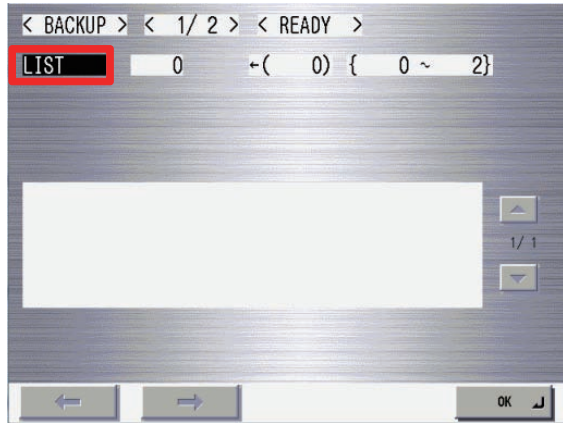 < BACKUP > < 1/ 2 > < READY >
LIST 0 ←( 0) { 0 ~ 2}
1/ 1
OK